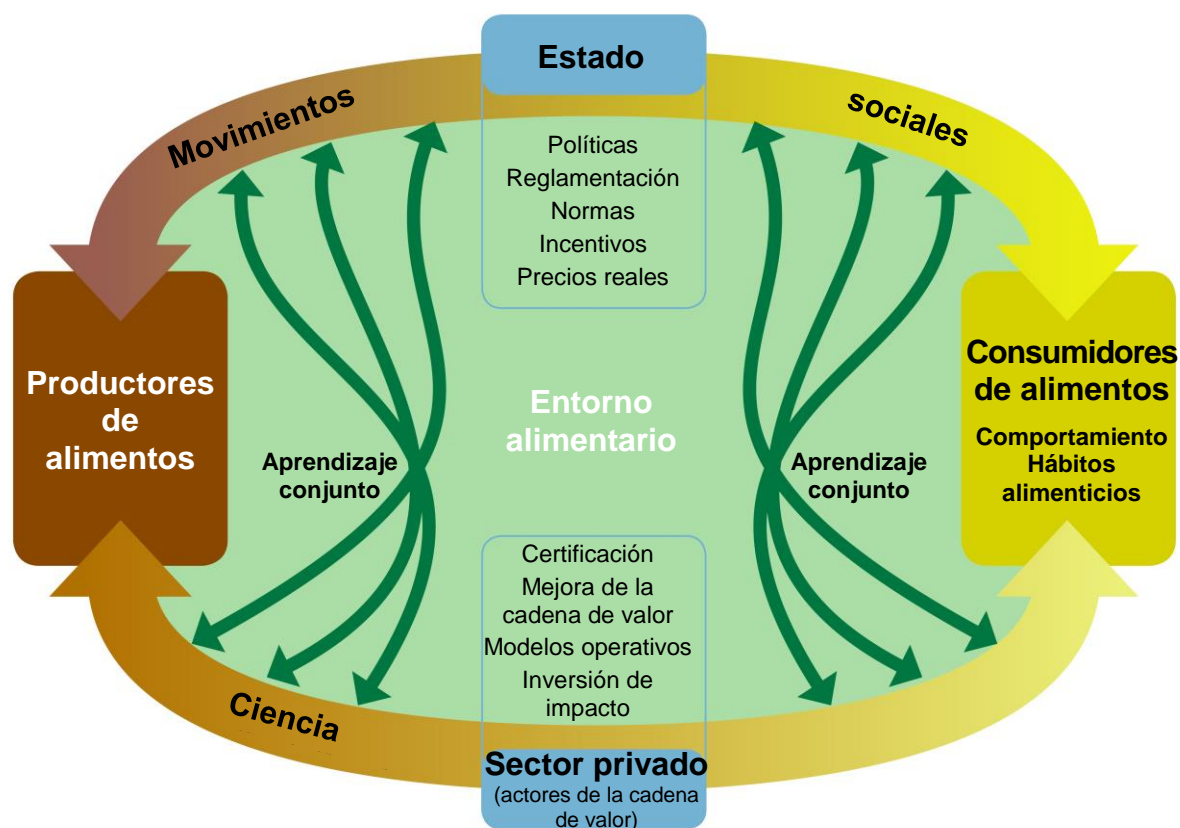 Estado
Movimientos
sociales
Políticas
Reglamentación
Normas
Incentivos
Precios reales
Productores
de
alimentos
Entorno
alimentario
Consumidores
de alimentos
Comportamiento
Hábitos
alimenticios
Aprendizaje
conjunto
Aprendizaje
conjunto
Certificación
Mejora de la
cadena de valor
Modelos operativos
Inversión de
impacto
Ciencia
Sector privado
(actores de la cadena
de valor)